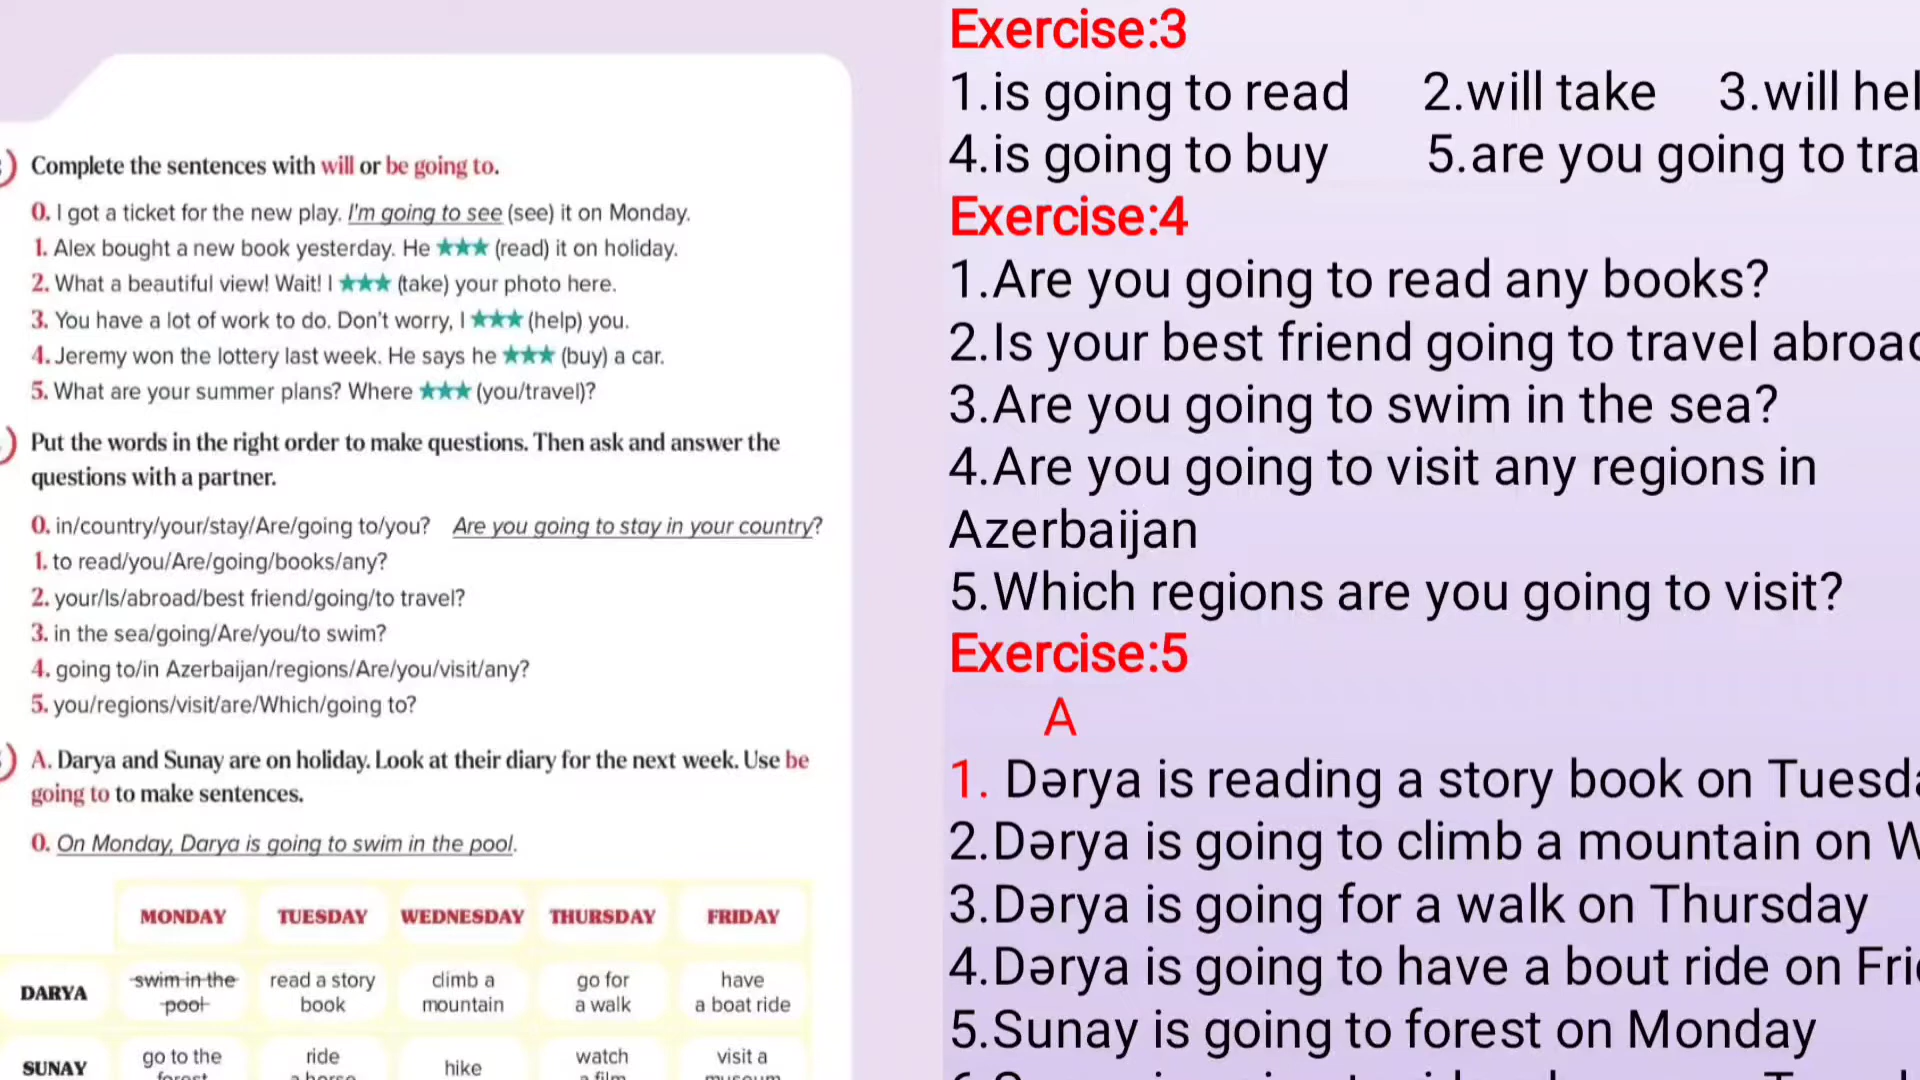 Complete the sentences with will or be going to.
0. I got a ticket for the new play. I'm going to see (see) it on Monday.
1. Alex bought a new book yesterday. He ★★★ (read) it on holiday.
2. What a beautiful view! Wait! I ★★★ (take) your photo here.
3. You have a lot of work to do. Don't worry, I ★★★ (help) you.
4. Jeremy won the lottery last week. He says he ★★★ (buy) a car.
5. What are your summer plans? Where ★★★ (you/travel)?
Put the words in the right order to make questions. Then ask and answer the
questions with a partner.
0. in/country/your/stay/Are/going to/you? Are you going to stay in your country?
1. to read/you/Are/going/books/any?
2. your/Is/abroad/best friend/going/to travel?
3. in the sea/going/Are/you/to swim?
4. going to/in Azerbaijan/regions/Are/you/visit/any?
5. you/regions/visit/are/Which/going to?
A. Darya and Sunay are on holiday. Look at their diary for the next week. Use be
going to to make sentences.
0. On Monday, Darya is going to swim in the pool.
MONDAY TUESDAY WEDNESDAY THURSDAY FRIDAY
DARYA
swim in the
pool
read a story
book
climb a
mountain
go for
a walk
have
a boat ride
SUNAY
go to the
forest
ride
a horse
hike
watch
a film
visit a
museum
Exercise:3
1.is going to read 2.will take 3.will hel
4.is going to buy 5.are you going to tra
Exercise:4
1.Are you going to read any books?
2.Is your best friend going to travel abroad
3.Are you going to swim in the sea?
4.Are you going to visit any regions in
Azerbaijan
5.Which regions are you going to visit?
Exercise:5
A
1. Dərya is reading a story book on Tuesda
2.Dərya is going to climb a mountain on W
3.Dərya is going for a walk on Thursday
4.Dərya is going to have a bout ride on Fri
5.Sunay is going to forest on Monday